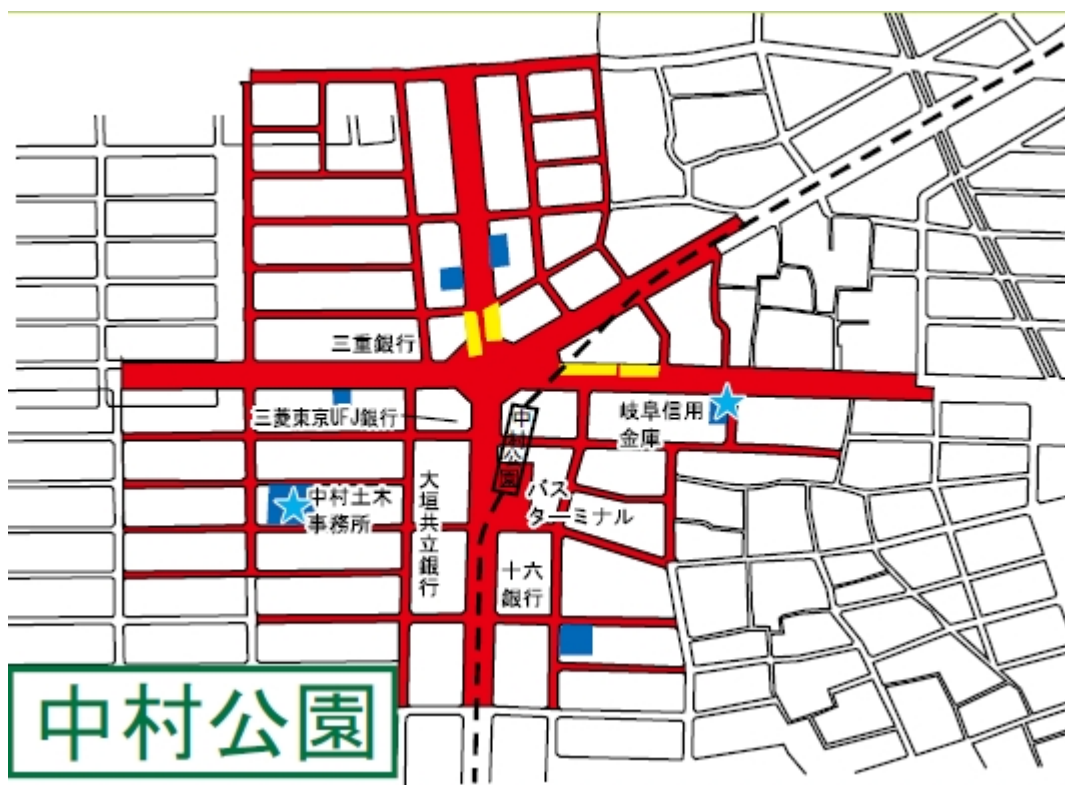 三重銀行
三菱東京UFJ銀行
中村公園
岐阜信用
金庫
大垣共立銀行
バス
ターミナル
中村土木
事務所
十六
銀行
中村公園